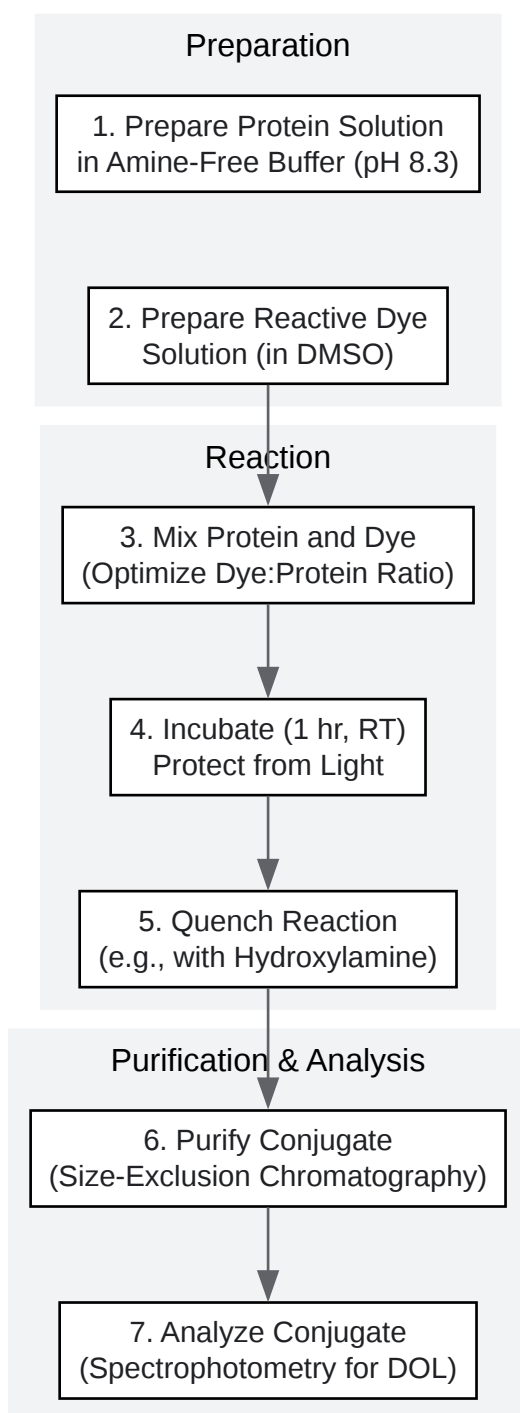 Preparation
1. Prepare Protein Solution
in Amine-Free Buffer (pH 8.3)
2. Prepare Reactive Dye
Solution (in DMSO)
Reaction
3. Mix Protein and Dye
(Optimize Dye:Protein Ratio)
4. Incubate (1 hr, RT)
Protect from Light
5. Quench Reaction
(e.g., with Hydroxylamine)
Purification & Analysis
6. Purify Conjugate
(Size-Exclusion Chromatography)
7. Analyze Conjugate
(Spectrophotometry for DOL)